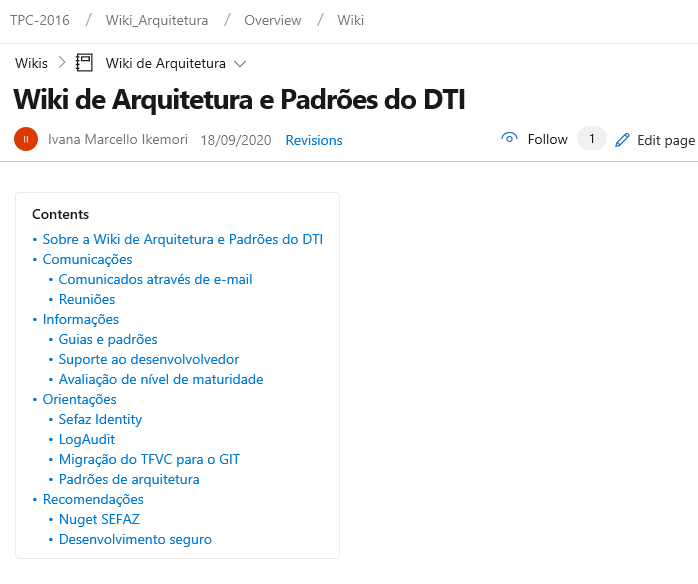 TPC-2016 / Wiki_Arquitetura / Overview / Wiki
Wikis > Wiki de Arquitetura
Wiki de Arquitetura e Padrões do DTI
II Ivana Marcello Ikemori 18/09/2020 Revisions Follow 1 Edit page
Contents
• Sobre a Wiki de Arquitetura e Padrões do DTI
• Comunicações
• Comunicados através de e-mail
• Reuniões
• Informações
• Guias e padrões
• Suporte ao desenvolvolvedor
• Avaliação de nível de maturidade
• Orientações
• Sefaz Identity
• LogAudit
• Migração do TFVC para o GIT
• Padrões de arquitetura
• Recomendações
• Nuget SEFAZ
• Desenvolvimento seguro